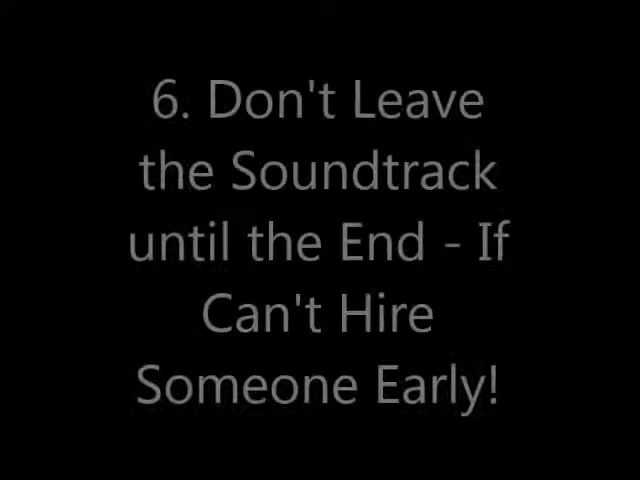 6. Don't Leave
the Soundtrack
until the End - If
Can't Hire
Someone Early!